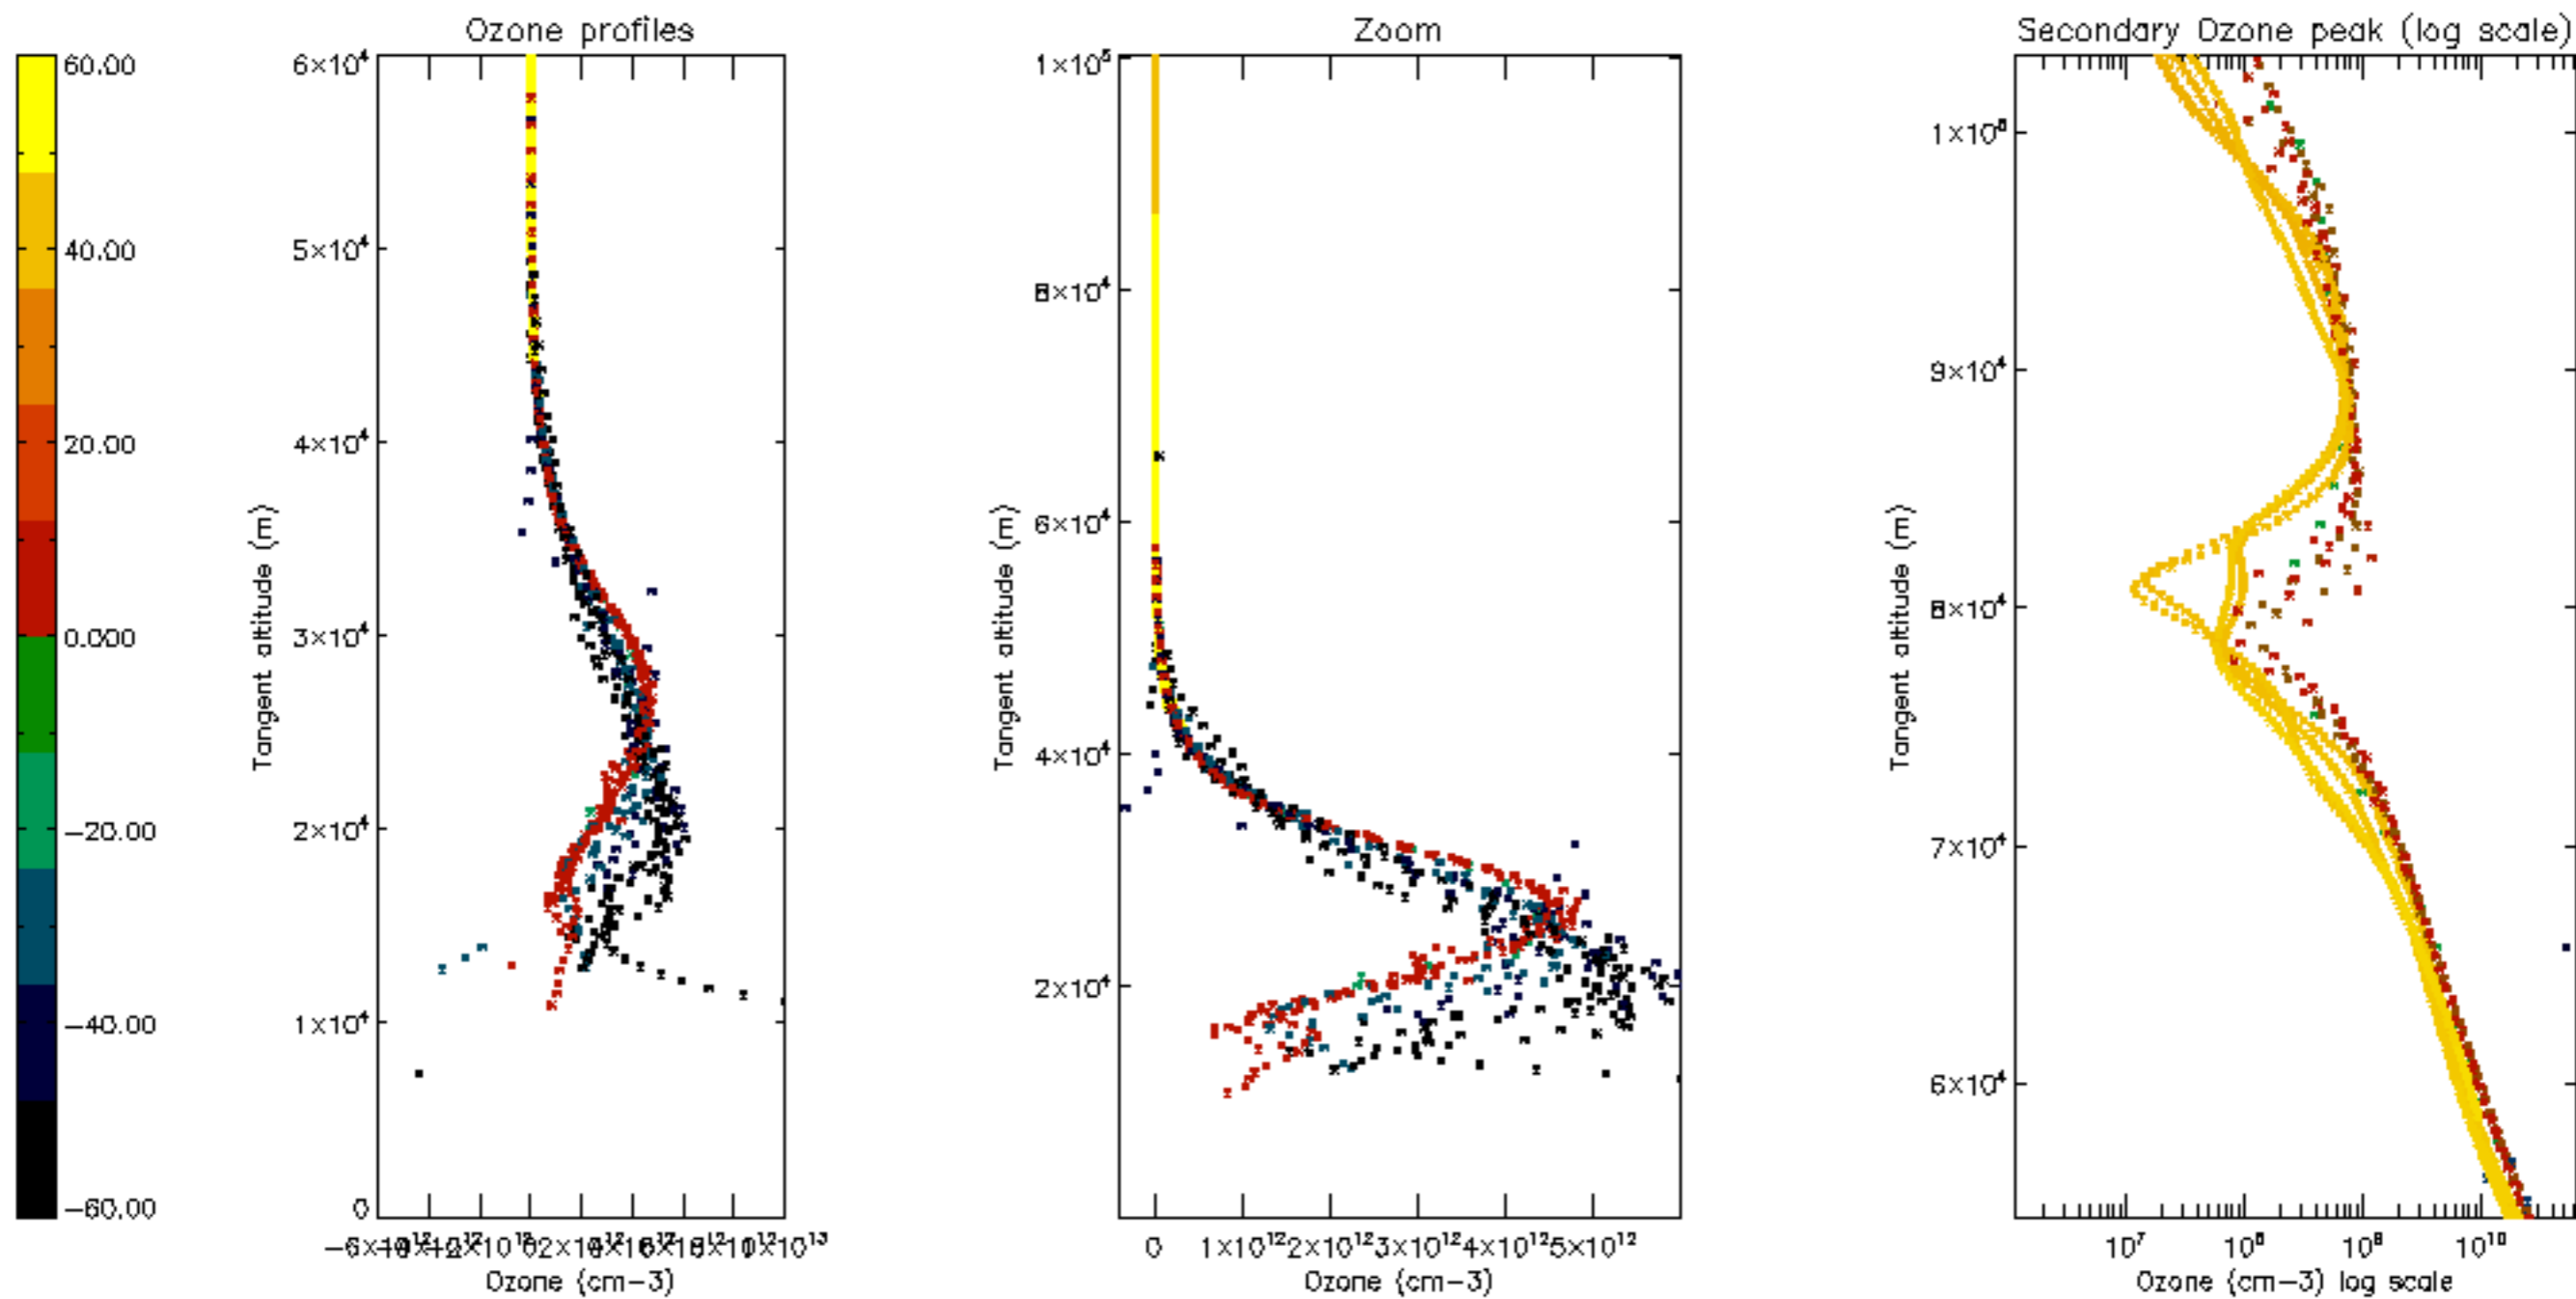 Ozone profiles
60.00
40.00
20.00
0.000
-20.00
-40.00
-60.00
6×10⁴
5×10⁴
4×10⁴
3×10⁴
2×10⁴
1×10⁴
0
Tangent altitude (m)
Ozone (cm-3)
Zoom
1×10⁵
8×10⁴
6×10⁴
4×10⁴
2×10⁴
Tangent altitude (m)
0 1×10¹² 2×10¹² 3×10¹² 4×10¹² 5×10¹²
Ozone (cm-3)
Secondary Ozone peak (log scale)
9×10⁴
8×10⁴
7×10⁴
6×10⁴
Tangent altitude (m)
10⁷ 10⁸ 10⁹ 10¹⁰
Ozone (cm-3) log scale